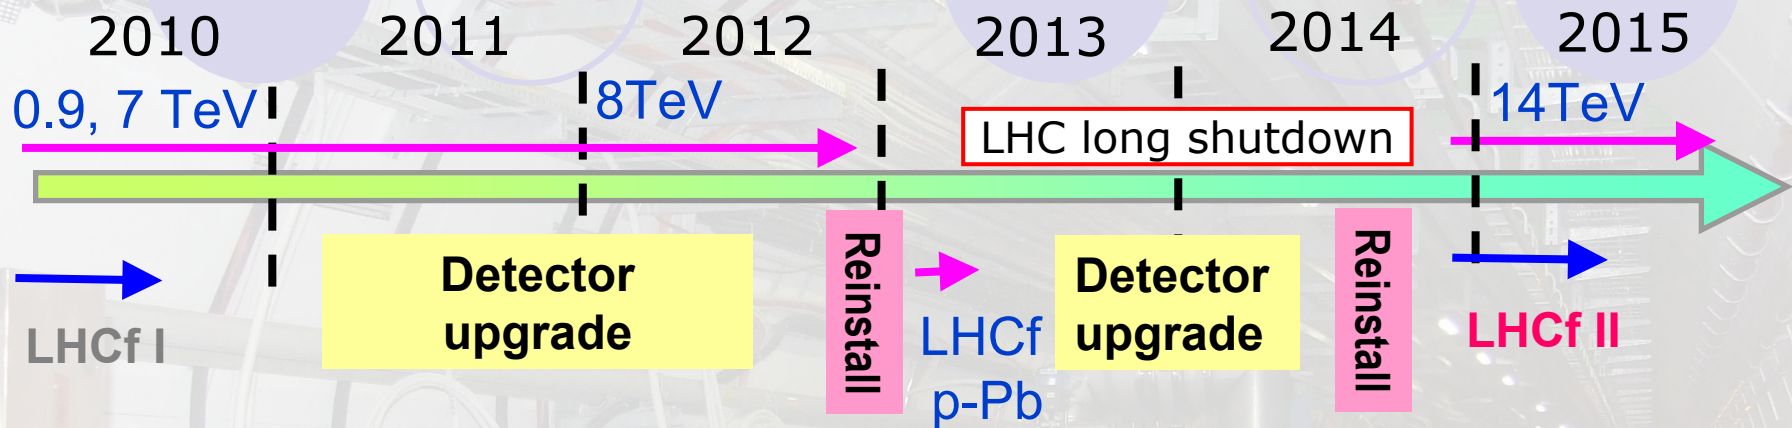 2010 2011 2012 2013 2014 2015
0.9, 7 TeV 8TeV 14TeV
LHC long shutdown
Detector
upgrade
Reinstall
Detector
upgrade
Reinstall
LHCf I
LHCf
p-Pb
LHCf II